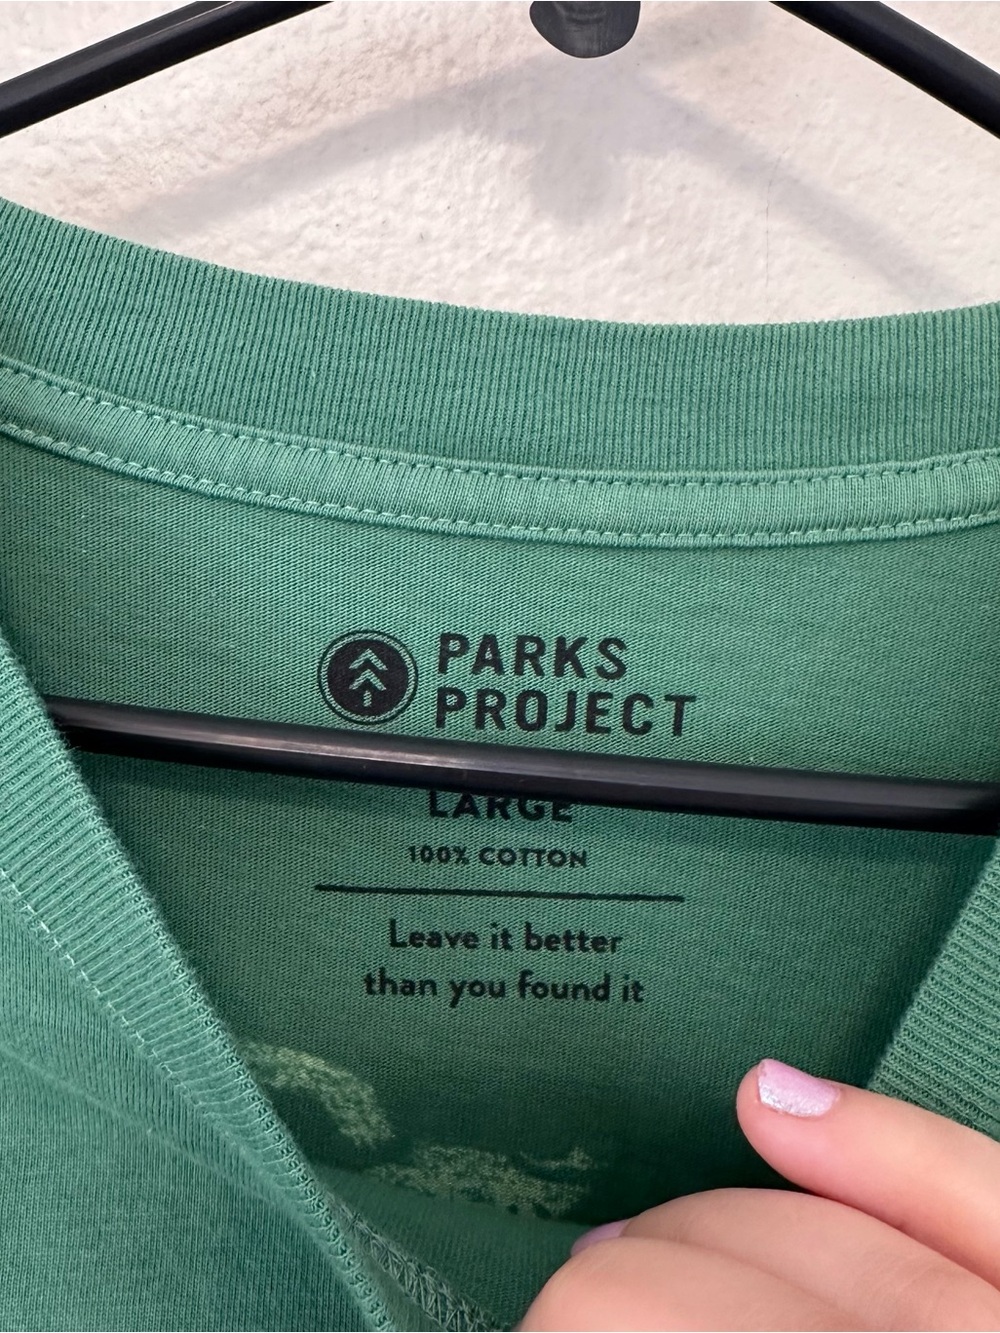 PARKS
PROJECT
LARGE
100% COTTON
Leave it better
than you found it